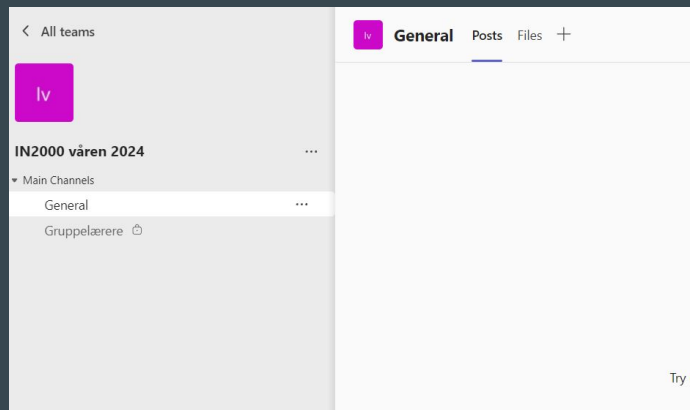 All teams
Iv
IN2000 våren 2024
Main Channels
General
Gruppelærere
Iv General Posts Files
Try